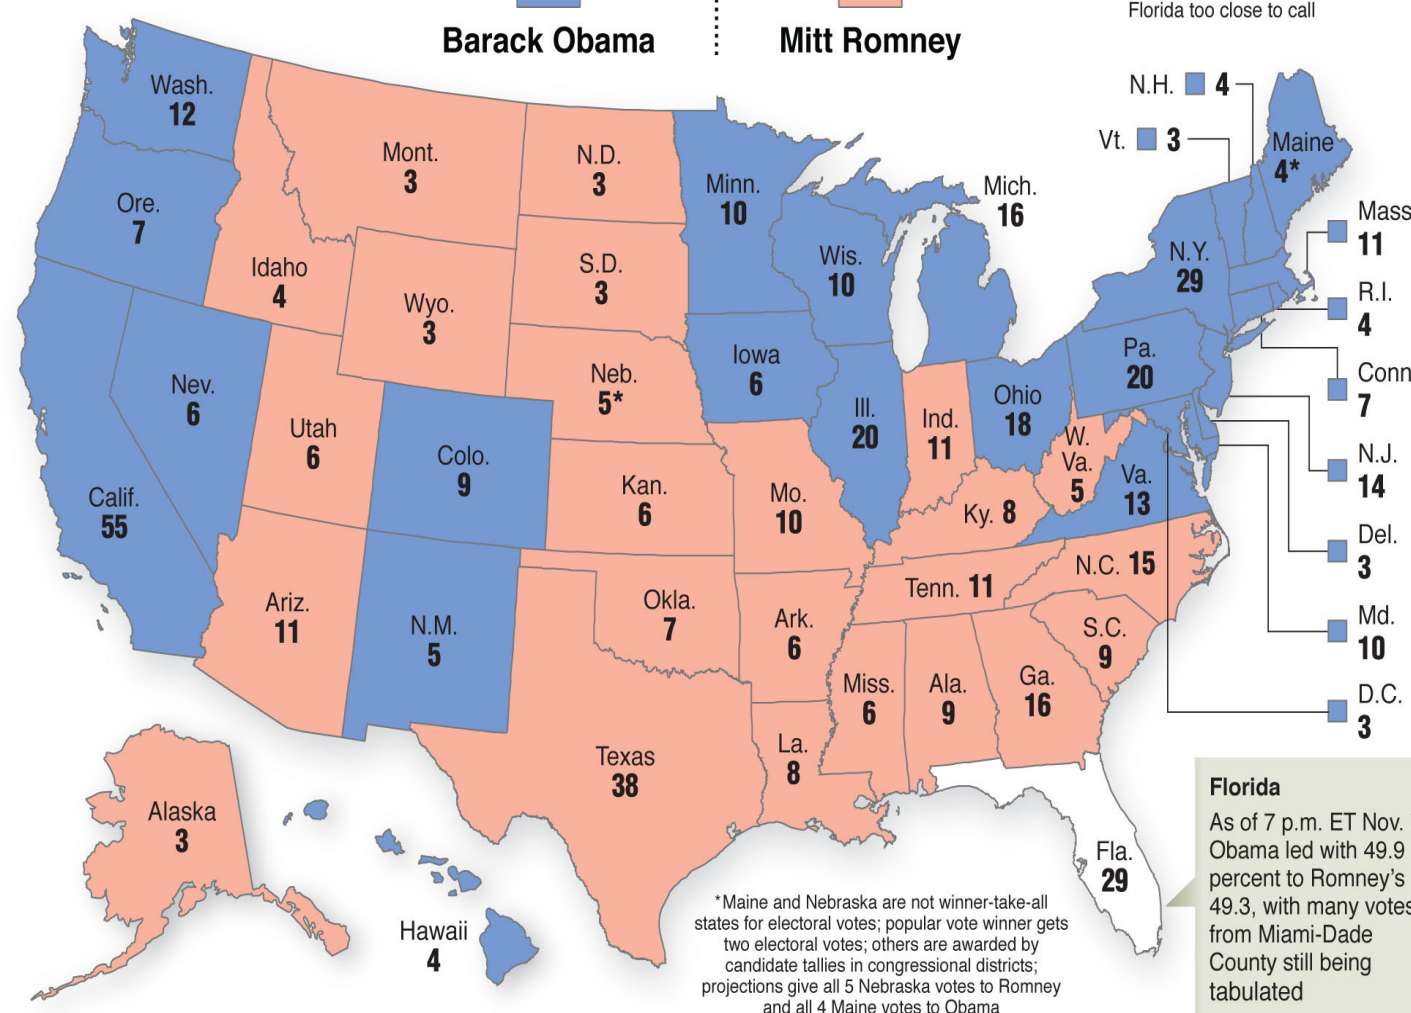 Florida too close to call
Barack Obama
Mitt Romney
N.H. 4
Vt. 3
Maine
4*
Wash.
12
Mont.
3
N.D.
3
Minn.
10
Mich.
16
Mass
11
Ore.
7
Idaho
4
Wyo.
3
S.D.
3
Wis.
10
N.Y.
29
R.I.
4
Nev.
6
Utah
6
Colo.
9
Neb.
5*
Iowa
6
Ill.
20
Ind.
11
Ohio
18
Pa.
20
Conn
7
Calif.
55
Kan.
6
Mo.
10
Ky. 8
W.
Va.
5
Va.
13
N.J.
14
Del.
3
Ariz.
11
N.M.
5
Okla.
7
Ark.
6
Tenn. 11
N.C. 15
S.C.
9
Md.
10
Texas
38
La.
8
Miss.
6
Ala.
9
Ga.
16
D.C.
3
Alaska
3
Hawaii
4
Fla.
29
Florida
As of 7 p.m. ET Nov.
Obama led with 49.9
percent to Romney’s
49.3, with many votes
from Miami-Dade
County still being
tabulated
*Maine and Nebraska are not winner-take-all
states for electoral votes; popular vote winner gets
two electoral votes; others are awarded by
candidate tallies in congressional districts;
projections give all 5 Nebraska votes to Romney
and all 4 Maine votes to Obama